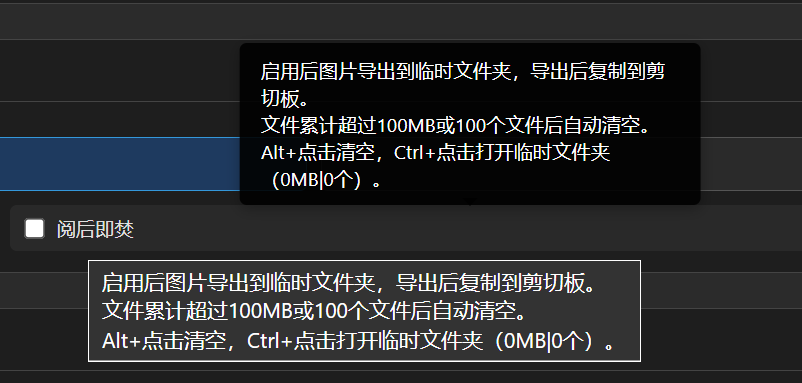 启用后图片导出到临时文件夹，导出后复制到剪
切板。
文件累计超过100MB或100个文件后自动清空。
Alt+点击清空，Ctrl+点击打开临时文件夹
（0MB|0个）。
阅后即焚
启用后图片导出到临时文件夹，导出后复制到剪切板。
文件累计超过100MB或100个文件后自动清空。
Alt+点击清空，Ctrl+点击打开临时文件夹（0MB|0个）。